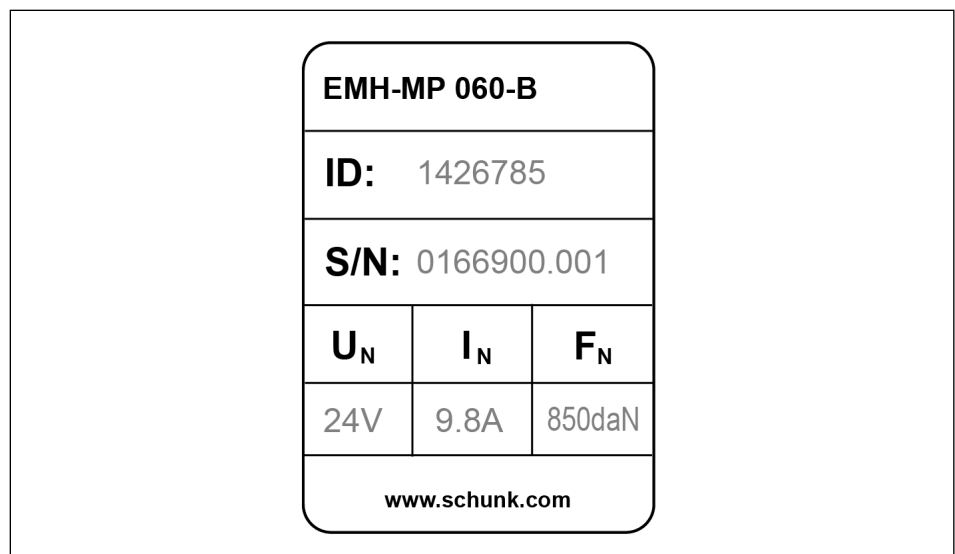 EMH-MP 060-B
ID: 1426785
S/N: 0166900.001
UN IN FN
24V 9.8A 850daN
www.schunk.com